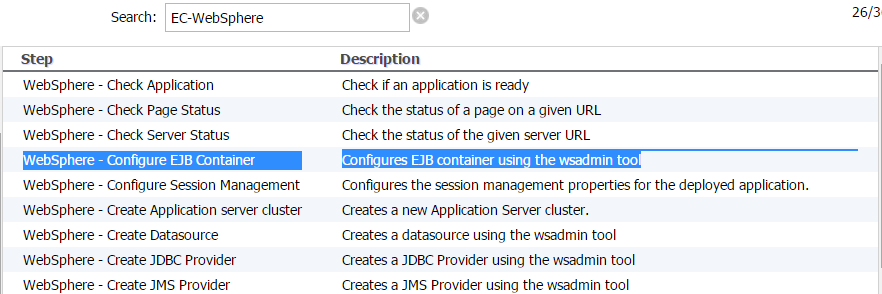 Search: EC-WebSphere 26/3
Step Description
WebSphere - Check Application Check if an application is ready
WebSphere - Check Page Status Check the status of a page on a given URL
WebSphere - Check Server Status Check the status of the given server URL
WebSphere - Configure EJB Container Configures EJB container using the wsadmin tool
WebSphere - Configure Session Management Configures the session management properties for the deployed application.
WebSphere - Create Application server cluster Creates a new Application Server cluster.
WebSphere - Create Datasource Creates a datasource using the wsadmin tool
WebSphere - Create JDBC Provider Creates a JDBC Provider using the wsadmin tool
WebSphere - Create JMS Provider Creates a JMS Provider using the wsadmin tool